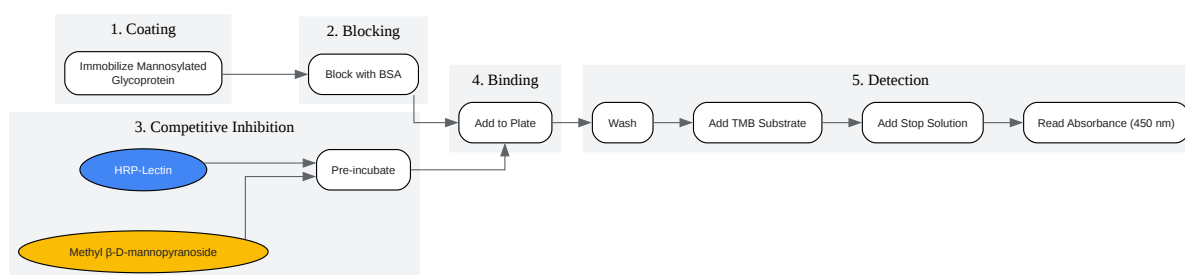 1. Coating
Immobilize Mannosylated
Glycoprotein
2. Blocking
Block with BSA
3. Competitive Inhibition
HRP-Lectin
Methyl β-D-mannopyranoside
Pre-incubate
4. Binding
Add to Plate
5. Detection
Wash
Add TMB Substrate
Add Stop Solution
Read Absorbance (450 nm)